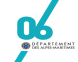 06
DÉPARTEMENT
DES ALPES-MARITIMES